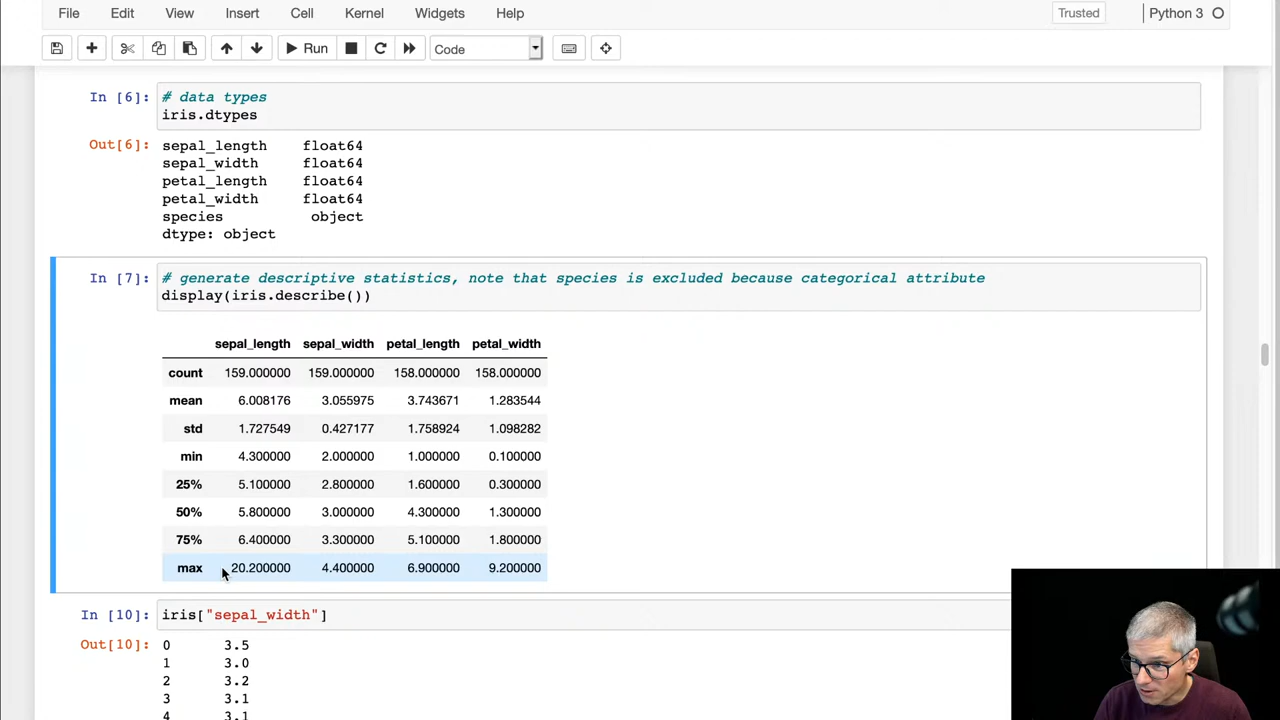 File Edit View Insert Cell Kernel Widgets Help Trusted Python 3
Run Code
In [6]: # data types
iris.dtypes
Out[6]: sepal_length float64
sepal_width float64
petal_length float64
petal_width float64
species object
dtype: object
In [7]: # generate descriptive statistics, note that species is excluded because categorical attribute
display(iris.describe())
sepal_length sepal_width petal_length petal_width
count 159.000000 159.000000 158.000000 158.000000
mean 6.008176 3.055975 3.743671 1.283544
std 1.727549 0.427177 1.758924 1.098282
min 4.300000 2.000000 1.000000 0.100000
25% 5.100000 2.800000 1.600000 0.300000
50% 5.800000 3.000000 4.300000 1.300000
75% 6.400000 3.300000 5.100000 1.800000
max 20.200000 4.400000 6.900000 9.200000
In [10]: iris["sepal_width"]
Out[10]: 0 3.5
1 3.0
2 3.2
3 3.1
4 3.1